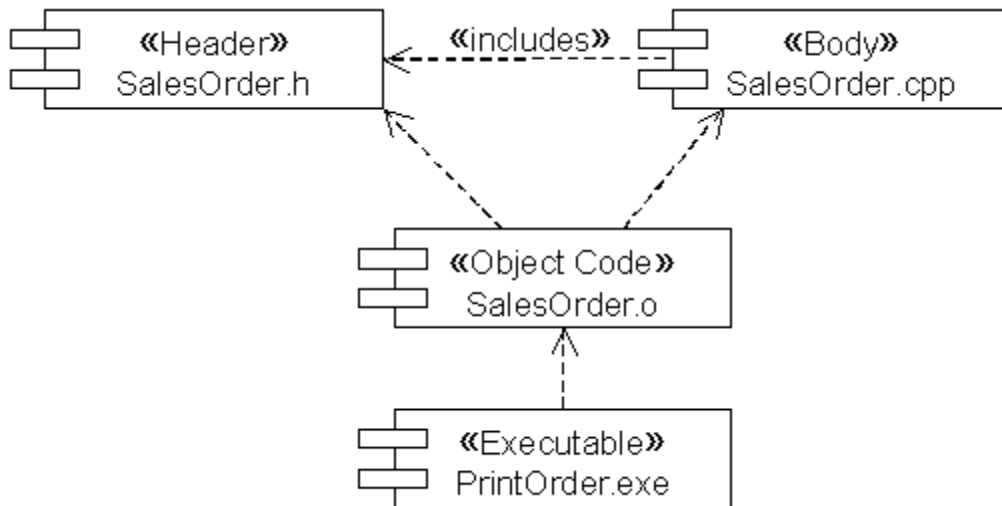 «Header»
SalesOrder.h
«includes»
«Body»
SalesOrder.cpp
«Object Code»
SalesOrder.o
«Executable»
PrintOrder.exe